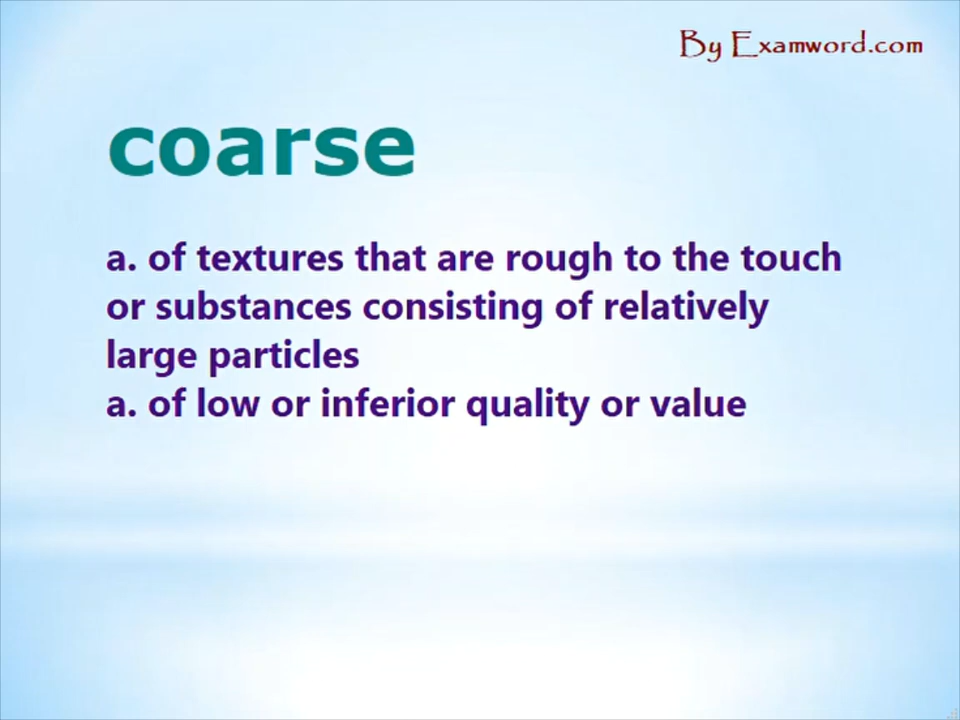 By Examword.com
coarse
a. of textures that are rough to the touch
or substances consisting of relatively
large particles
a. of low or inferior quality or value